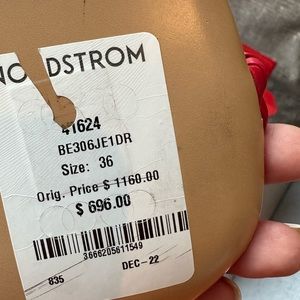 NORDSTROM
41624
BE306JE1DR
Size: 36
Orig. Price $ 1160.00
$ 696.00
3666205611549
835
DEC-22